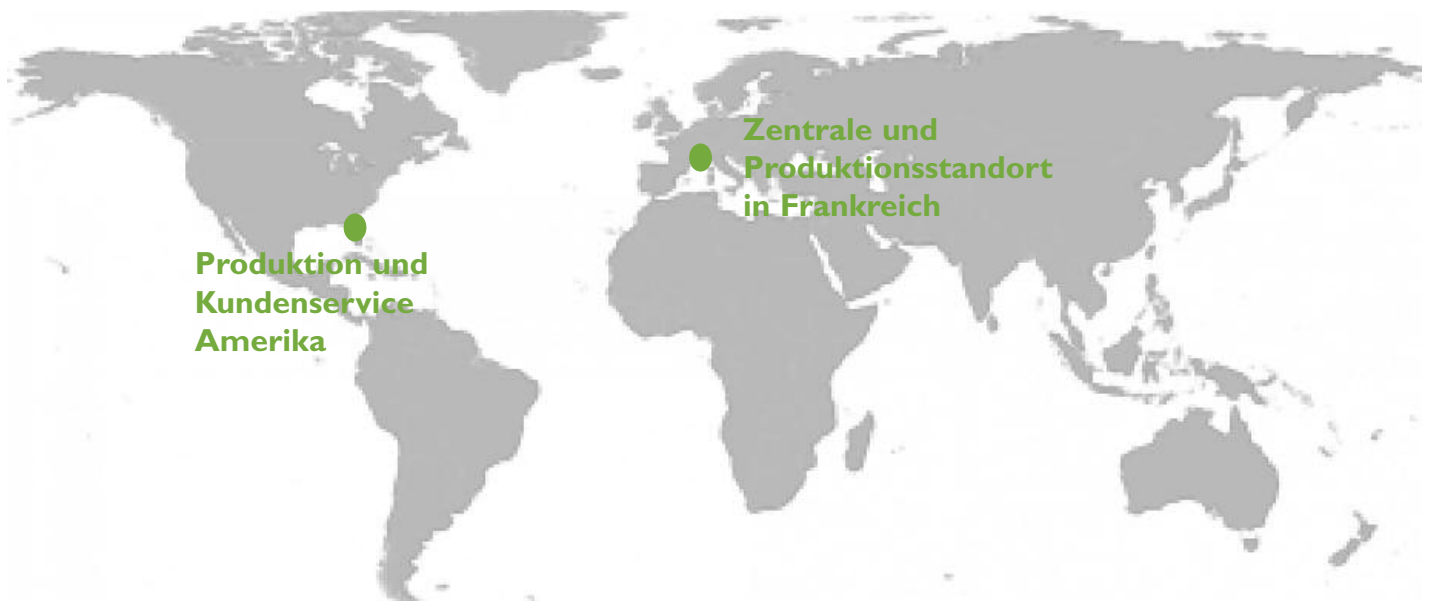 Zentrale und
Produktionsstandort
in Frankreich
Produktion und
Kundenservice
Amerika